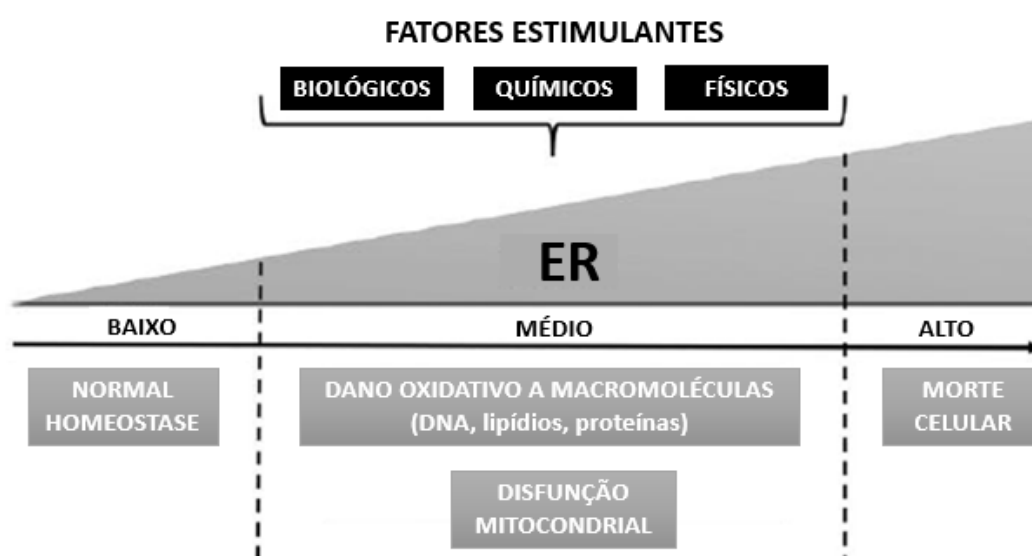 FATORES ESTIMULANTES
BIOLÓGICOS QUÍMICOS FÍSICOS
ER
BAIXO MÉDIO ALTO
NORMAL
HOMEOSTASE
DANO OXIDATIVO A MACROMOLÉCULAS
(DNA, lipídios, proteínas)
MORTE
CELULAR
DISFUNÇÃO
MITOCONDRIAL